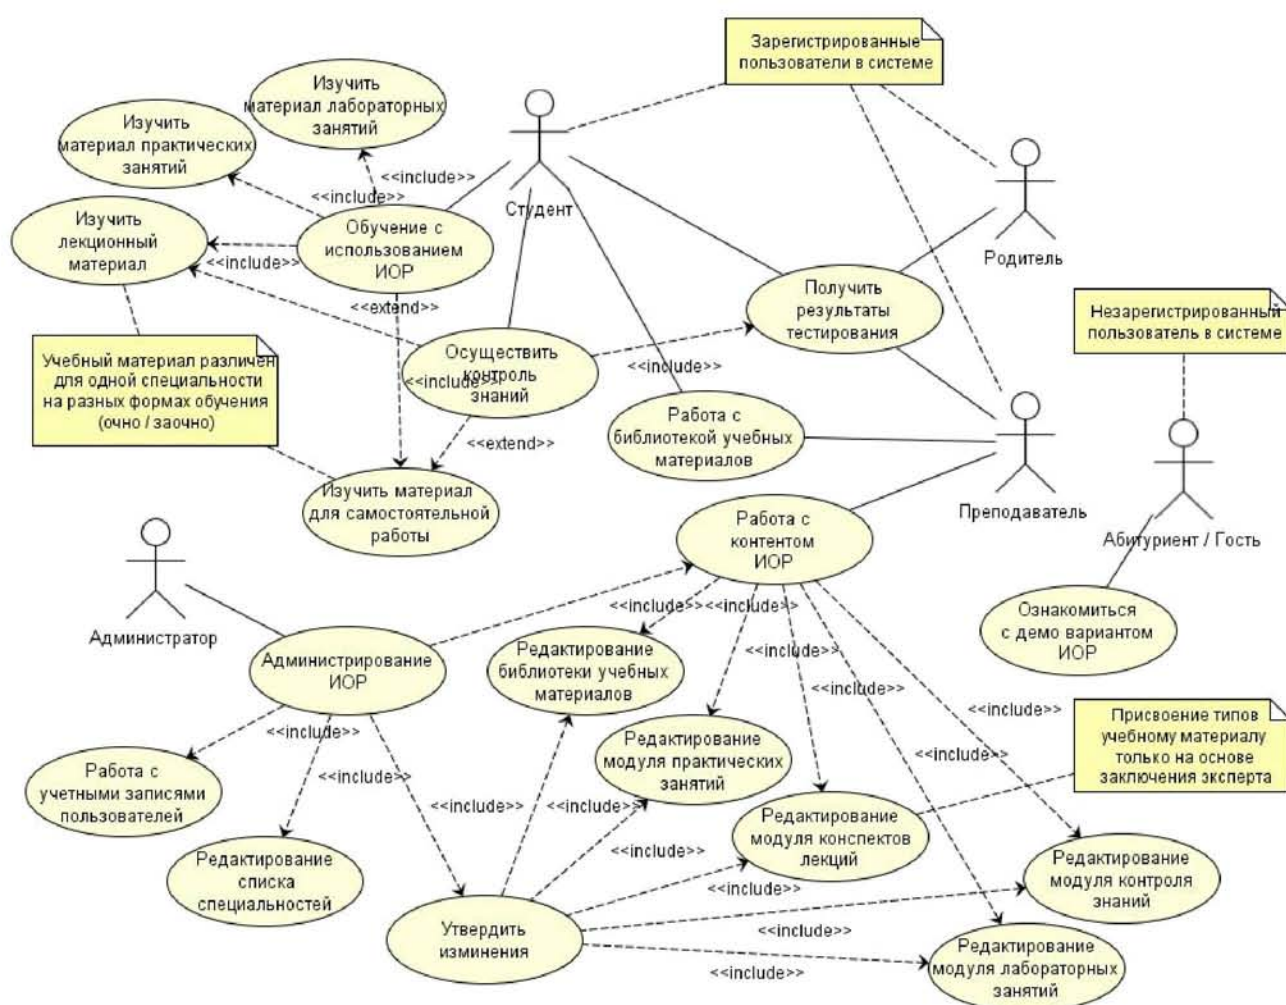 Зарегистрированные
пользователи в системе
Изучить
материал лабораторных
занятий
Изучить
материал практических
занятий
<<include>>
<<include>>
Студент
Изучить
лекционный
материал
Обучение с
использованием
ИОР
<<include>>
Родитель
<<extend>>
Получить
результаты
тестирования
Незарегистрированный
пользователь в системе
Учебный материал различен
для одной специальности
на разных формах обучения
(очно / заочно)
Осуществить
контроль
знаний
<<include>>
<<include>>
Работа с
библиотекой учебных
материалов
<<extend>>
Изучить материал
для самостоятельной
работы
Преподаватель
Абитуриент / Гость
Работа с
контентом
ИОР
Администратор
<<include>>
<<include>>
Ознакомиться
с демо вариантом
ИОР
Администрирование
ИОР
Редактирование
библиотеки учебных
материалов
<<include>>
<<include>>
<<include>>
Присвоение типов
учебному материалу
только на основе
заключения эксперта
<<include>>
Редактирование
модуля практических
занятий
Работа с
учетными записями
пользователей
<<include>>
<<include>>
<<include>>
Редактирование
модуля конспектов
лекций
Редактирование
списка
специальностей
<<include>>
<<include>>
Редактирование
модуля контроля
знаний
Утвердить
изминения
<<include>>
<<include>>
Редактирование
модуля лабораторных
занятий